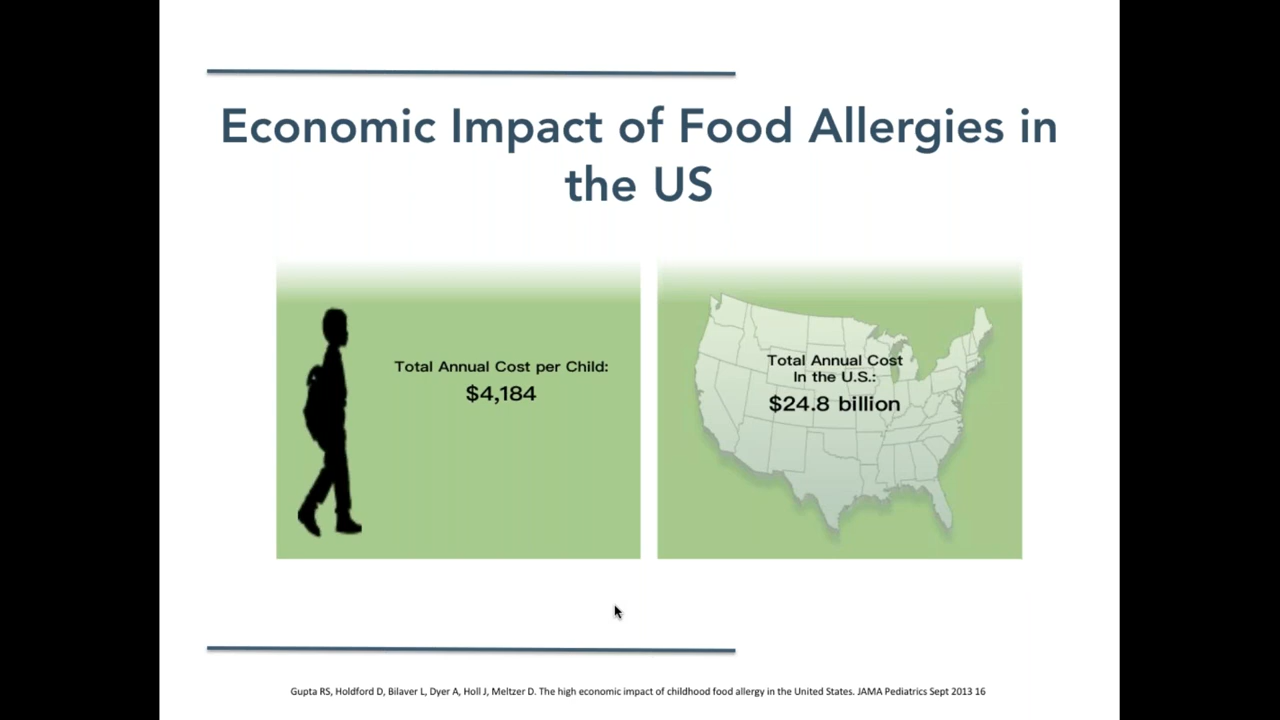 Economic Impact of Food Allergies in
the US
Total Annual Cost per Child:
$4,184
Total Annual Cost
In the U.S.:
$24.8 billion
Gupta RS, Holdford D, Bilaver L, Dyer A, Holl J, Meltzer D. The high economic impact of childhood food allergy in the United States. JAMA Pediatrics Sept 2013 16